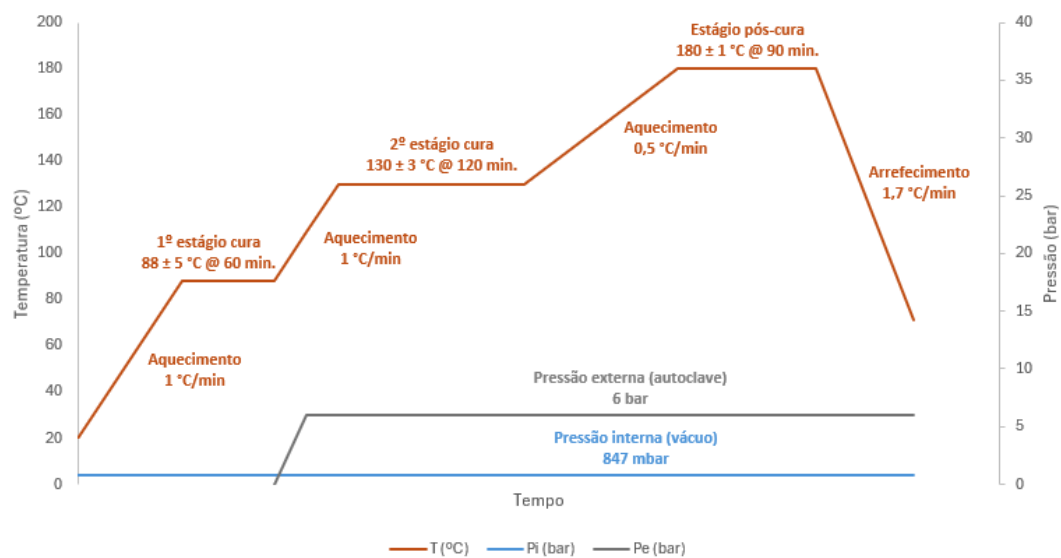 200
180
160
140
120
100
80
60
40
20
0
Temperatura (ºC)
40
35
30
25
20
15
10
5
0
Pressão (bar)
Estágio pós-cura
180 ± 1 °C @ 90 min.
2º estágio cura
130 ± 3 °C @ 120 min.
Aquecimento
0,5 °C/min
Arrefecimento
1,7 °C/min
1º estágio cura
88 ± 5 °C @ 60 min.
Aquecimento
1 °C/min
Aquecimento
1 °C/min
Pressão externa (autoclave)
6 bar
Pressão interna (vácuo)
847 mbar
Tempo
T (ºC)
Pi (bar)
Pe (bar)